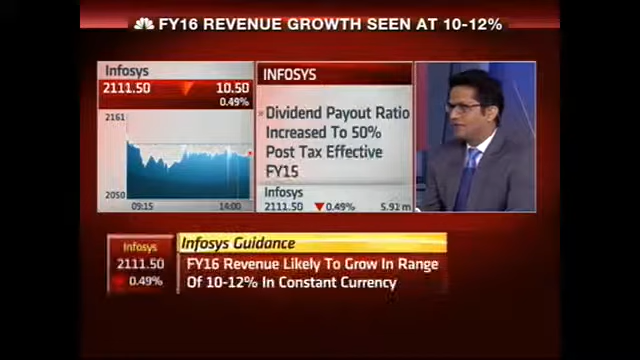 FY16 REVENUE GROWTH SEEN AT 10-12%
Infosys
2111.50 10.50
0.49%
2161
2050
09:15 14:00
INFOSYS
Dividend Payout Ratio
Increased To 50%
Post Tax Effective
FY15
Infosys
2111.50 0.49% 5.92 m
Infosys
2111.50
0.49%
Infosys Guidance
FY16 Revenue Likely To Grow In Range
Of 10-12% In Constant Currency